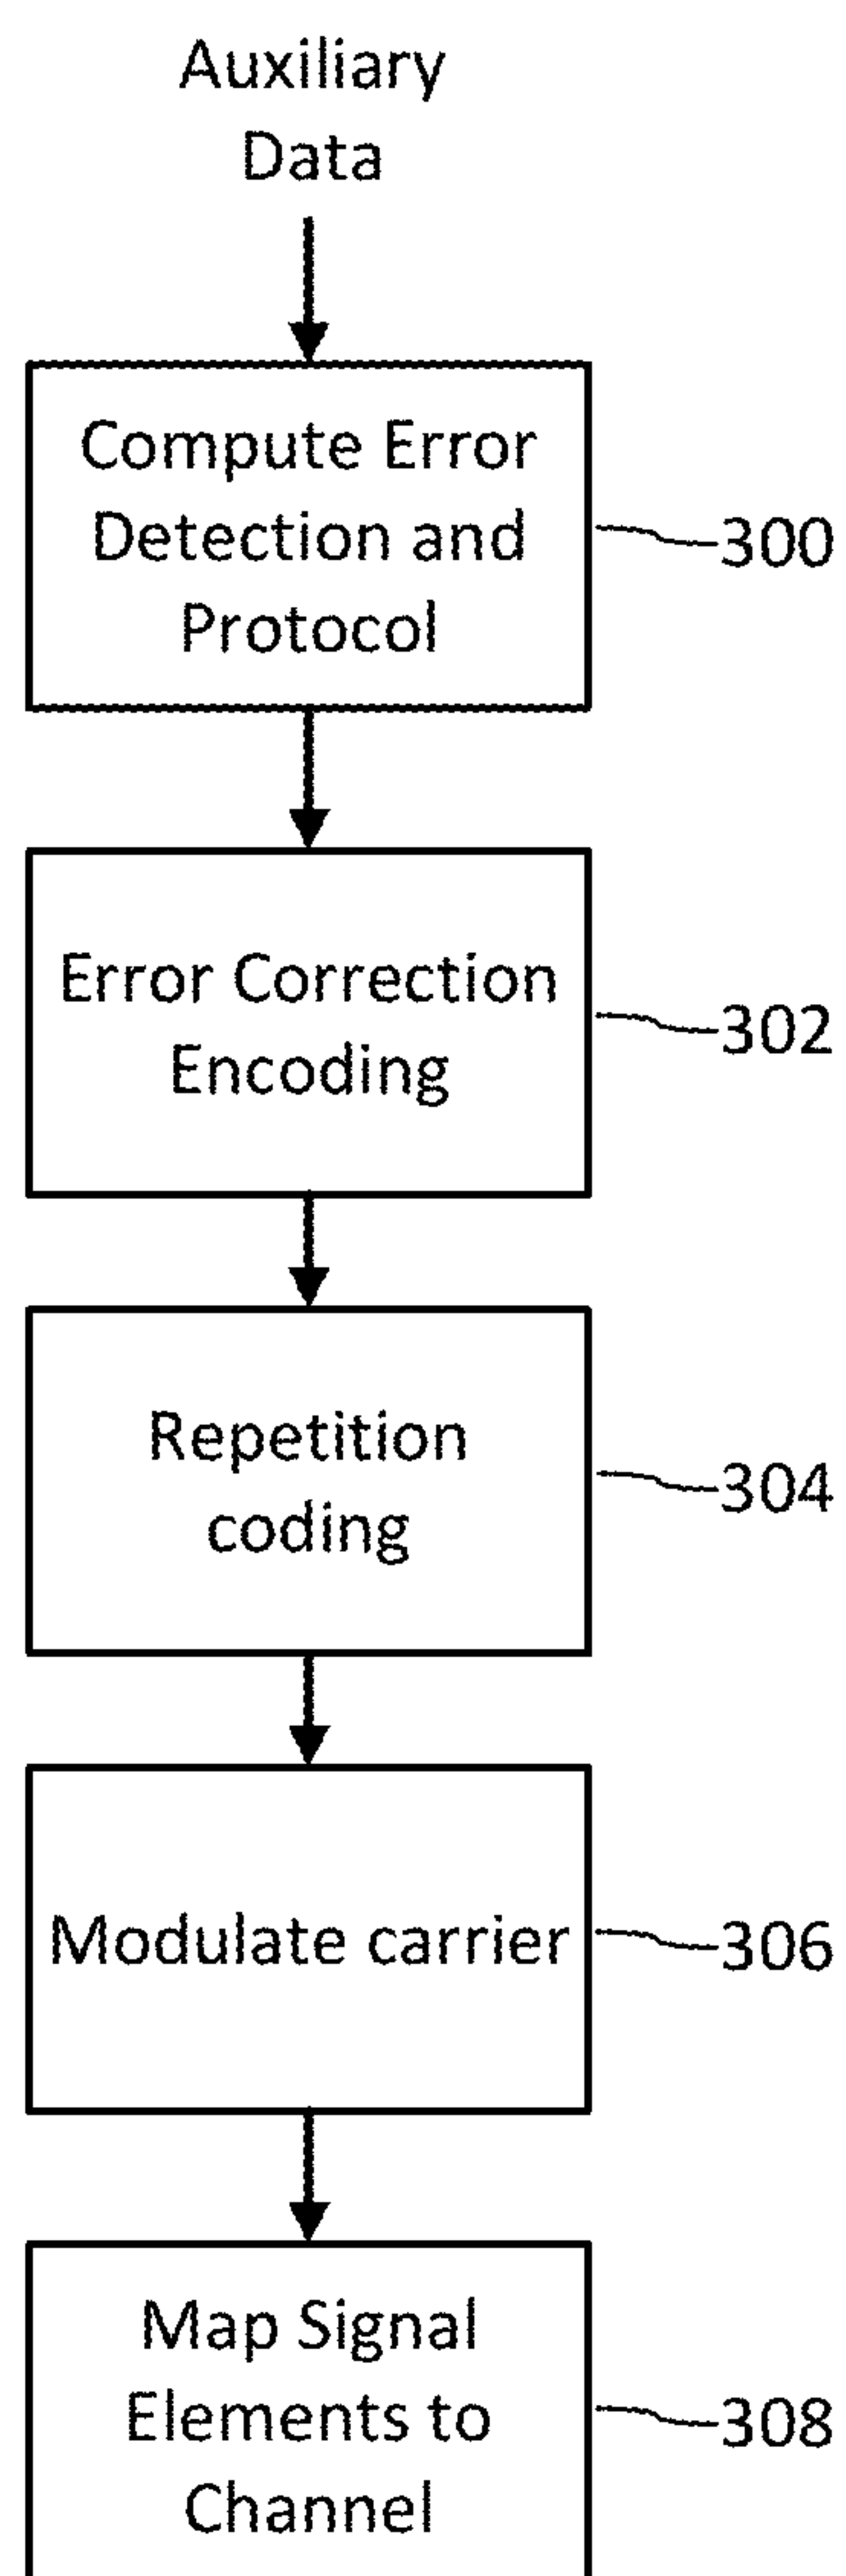 Auxiliary
Data
Compute Error
Detection and
Protocol
300
Error Correction
Encoding
302
Repetition
coding
304
Modulate carrier
306
Map Signal
Elements to
Channel
308